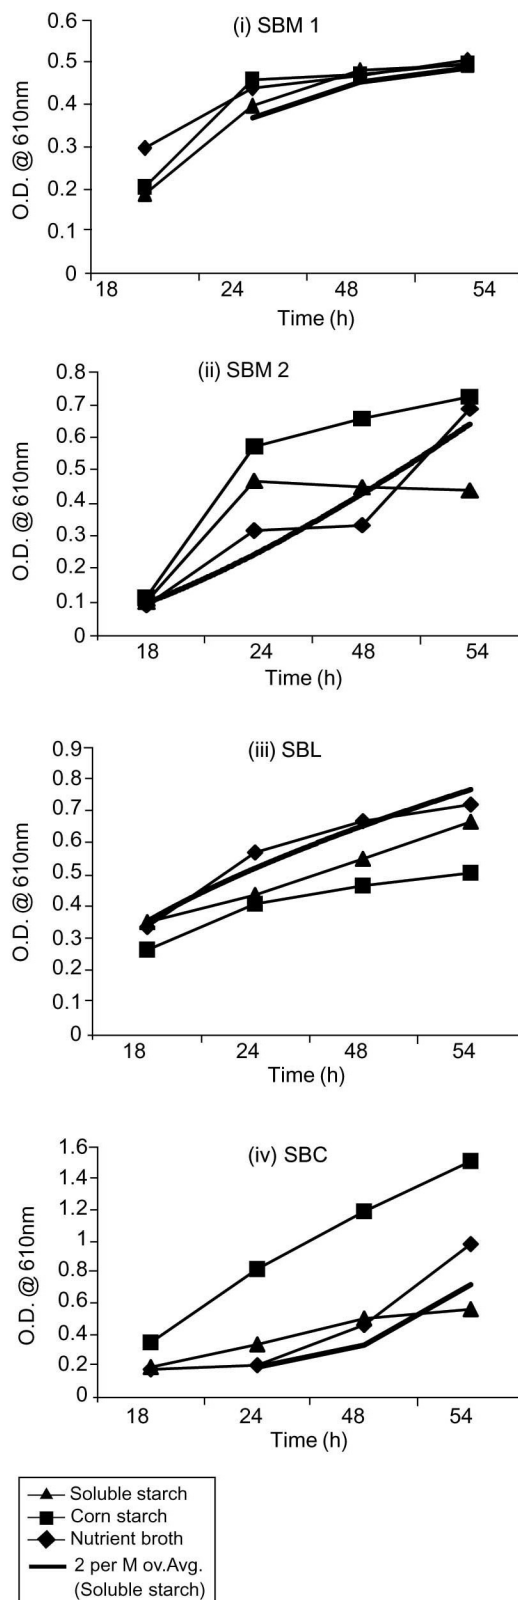 (i) SBM 1
O.D. @ 610nm
0.6
0.5
0.4
0.3
0.2
0.1
0
18 24 48 54
Time (h)
(ii) SBM 2
O.D. @ 610nm
0.8
0.7
0.6
0.5
0.4
0.3
0.2
0.1
0
18 24 48 54
Time (h)
(iii) SBL
O.D. @ 610nm
0.9
0.8
0.7
0.6
0.5
0.4
0.3
0.2
0.1
0
18 24 48 54
Time (h)
(iv) SBC
O.D. @ 610nm
1.6
1.4
1.2
1
0.8
0.6
0.4
0.2
0
18 24 48 54
Time (h)
Soluble starch
Corn starch
Nutrient broth
2 per M ov.Avg.
(Soluble starch)